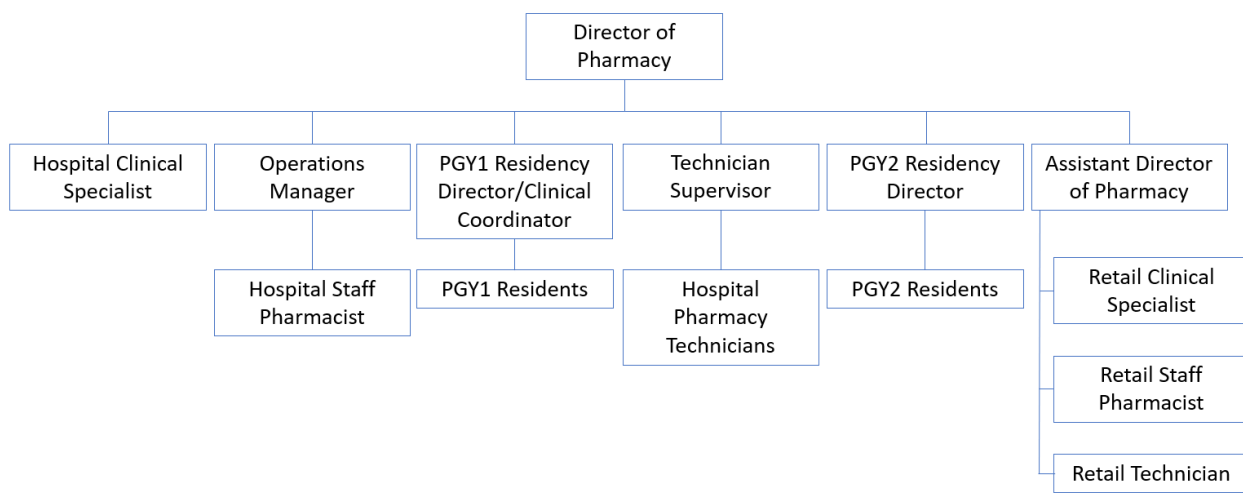 Director of
Pharmacy
Hospital Clinical
Specialist
Operations
Manager
PGY1 Residency
Director/Clinical
Coordinator
Technician
Supervisor
PGY2 Residency
Director
Assistant Director
of Pharmacy
Hospital Staff
Pharmacist
PGY1 Residents
Hospital
Pharmacy
Technicians
PGY2 Residents
Retail Clinical
Specialist
Retail Staff
Pharmacist
Retail Technician